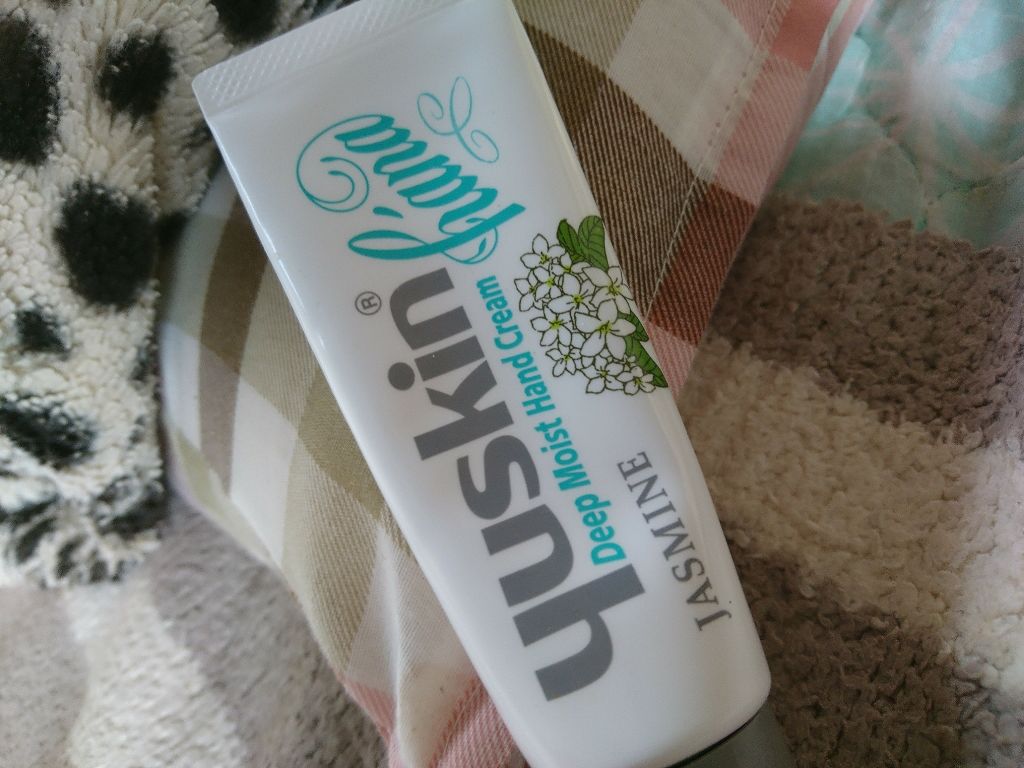 yuskin® hana
Deep Moist Hand Cream
JASMINE